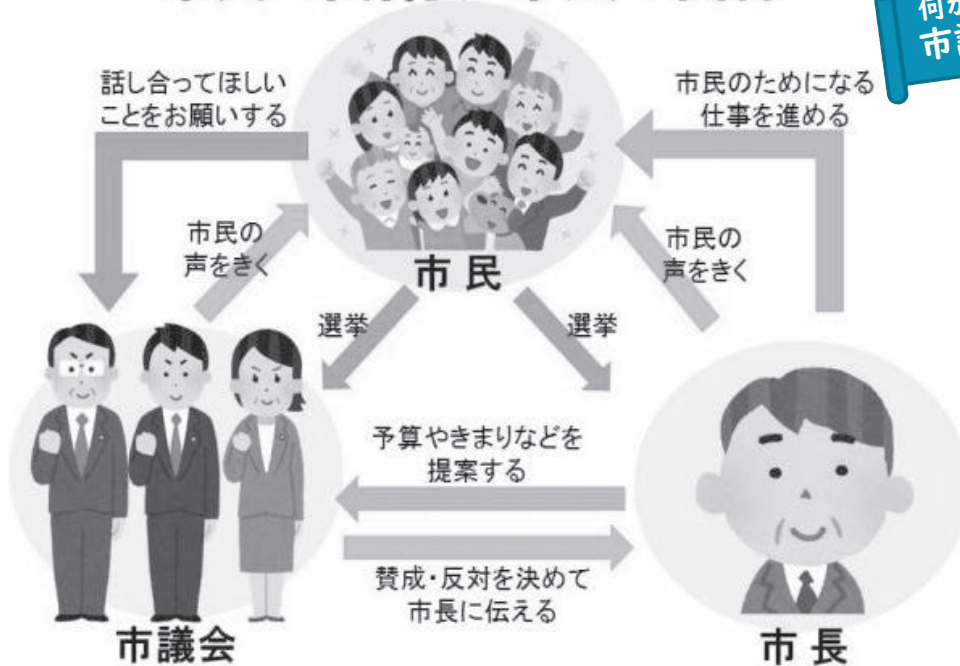 何か
市議
話し合ってほしい
ことをお願いする
市民のためになる
仕事を進める
市民の
声をきく
市民の
声をきく
市民
選挙
選挙
予算やきまりなどを
提案する
賛成・反対を決めて
市長に伝える
市議会
市長